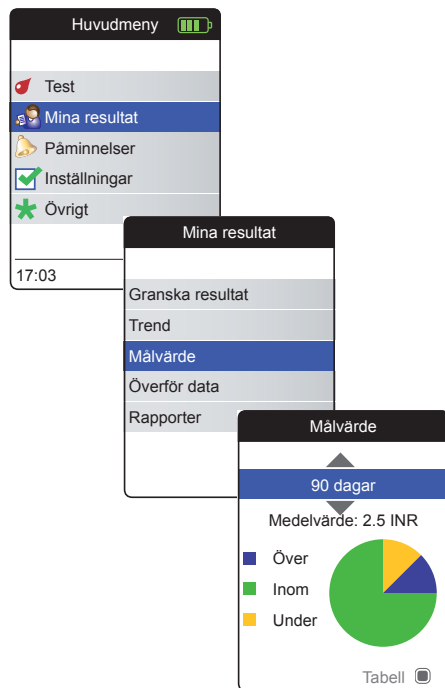 Huvudmeny
Test
Mina resultat
Påminnelser
Inställningar
Övrigt
17:03
Mina resultat
Granska resultat
Trend
Målvärde
Överför data
Rapporter
Målvärde
90 dagar
Medelvärde: 2.5 INR
Över
Inom
Under
Tabell